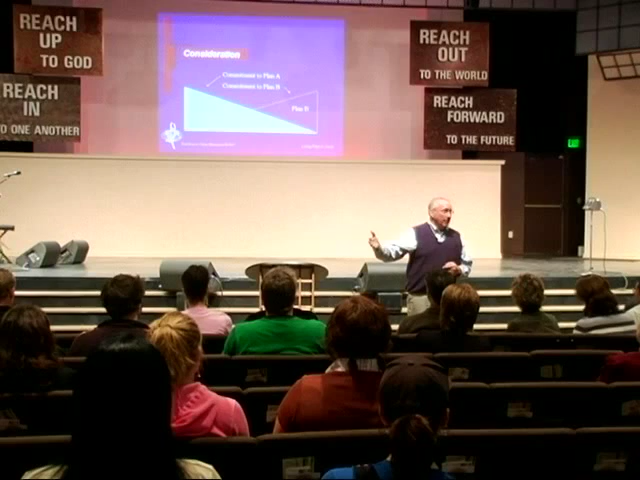 REACH
UP
TO GOD
REACH
IN
O ONE ANOTHER
Consideration
Commitment to Plan A
Commitment to Plan B
Plan B
REACH
OUT
TO THE WORLD
REACH
FORWARD
TO THE FUTURE